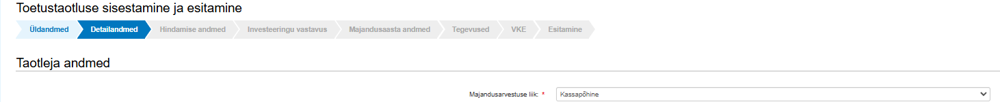 Toetustaotluse sisestamine ja esitamine
Üldandmed Detailandmed Hindamise andmed Investeeringu vastavus Majandusaasta andmed Tegevused VKE Esitamine
Taotleja andmed
Majandusarvestuse liik: * Kassapõhine